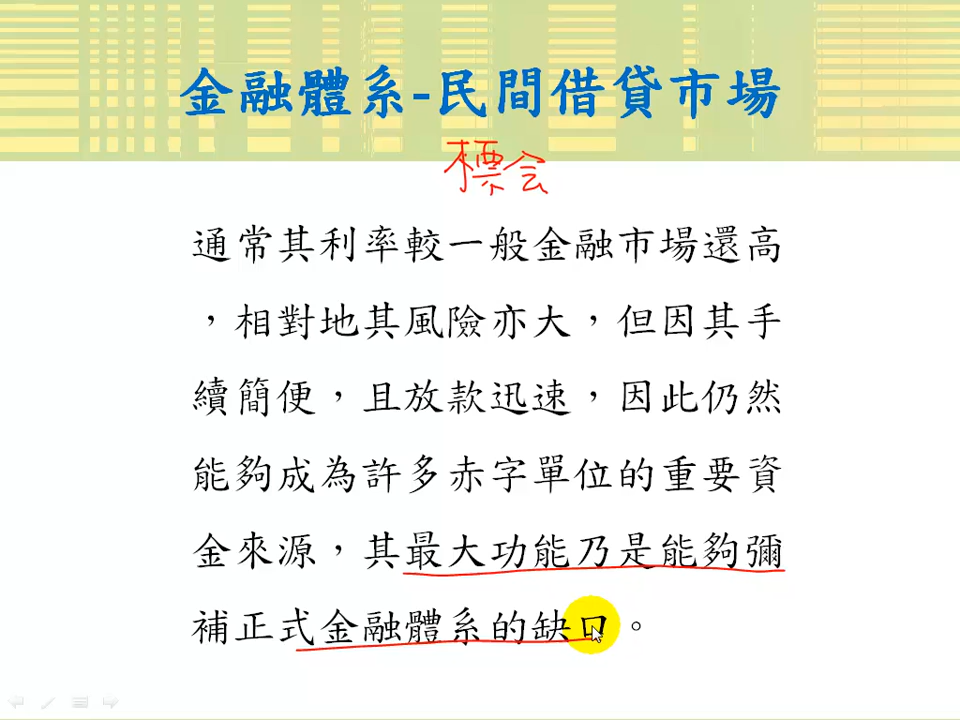 金融體系-民間借貸市場
標会
通常其利率較一般金融市場還高
，相對地其風險亦大，但因其手
續簡便，且放款迅速，因此仍然
能夠成為許多赤字單位的重要資
金來源，其最大功能乃是能夠彌
補正式金融體系的缺口。